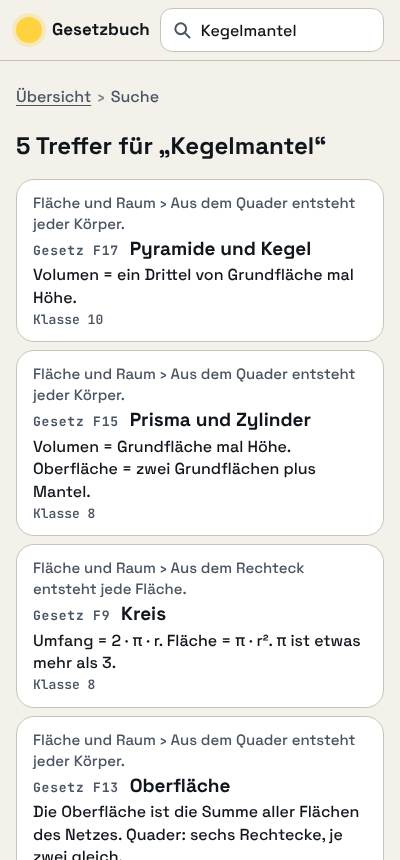 Gesetzbuch
Kegelmantel
Übersicht > Suche
5 Treffer für „Kegelmantel“
Fläche und Raum > Aus dem Quader entsteht
jeder Körper.
Gesetz F17 Pyramide und Kegel
Volumen = ein Drittel von Grundfläche mal
Höhe.
Klasse 10
Fläche und Raum > Aus dem Quader entsteht
jeder Körper.
Gesetz F15 Prisma und Zylinder
Volumen = Grundfläche mal Höhe.
Oberfläche = zwei Grundflächen plus
Mantel.
Klasse 8
Fläche und Raum > Aus dem Rechteck
entsteht jede Fläche.
Gesetz F9 Kreis
Umfang = 2 · π · r. Fläche = π · r². π ist etwas
mehr als 3.
Klasse 8
Fläche und Raum > Aus dem Quader entsteht
jeder Körper.
Gesetz F13 Oberfläche
Die Oberfläche ist die Summe aller Flächen
des Netzes. Quader: sechs Rechtecke, je
zwei gleich.